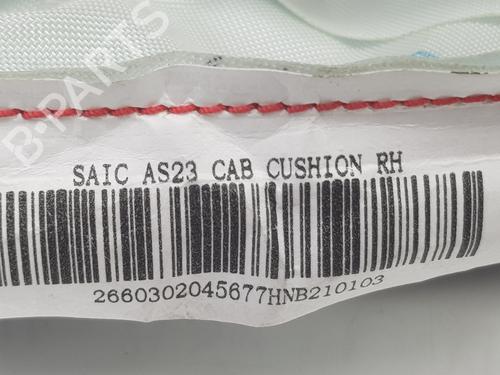 B-PARTS
SAIC AS23 CAB CUSHION RH
2660302045677HNB210103